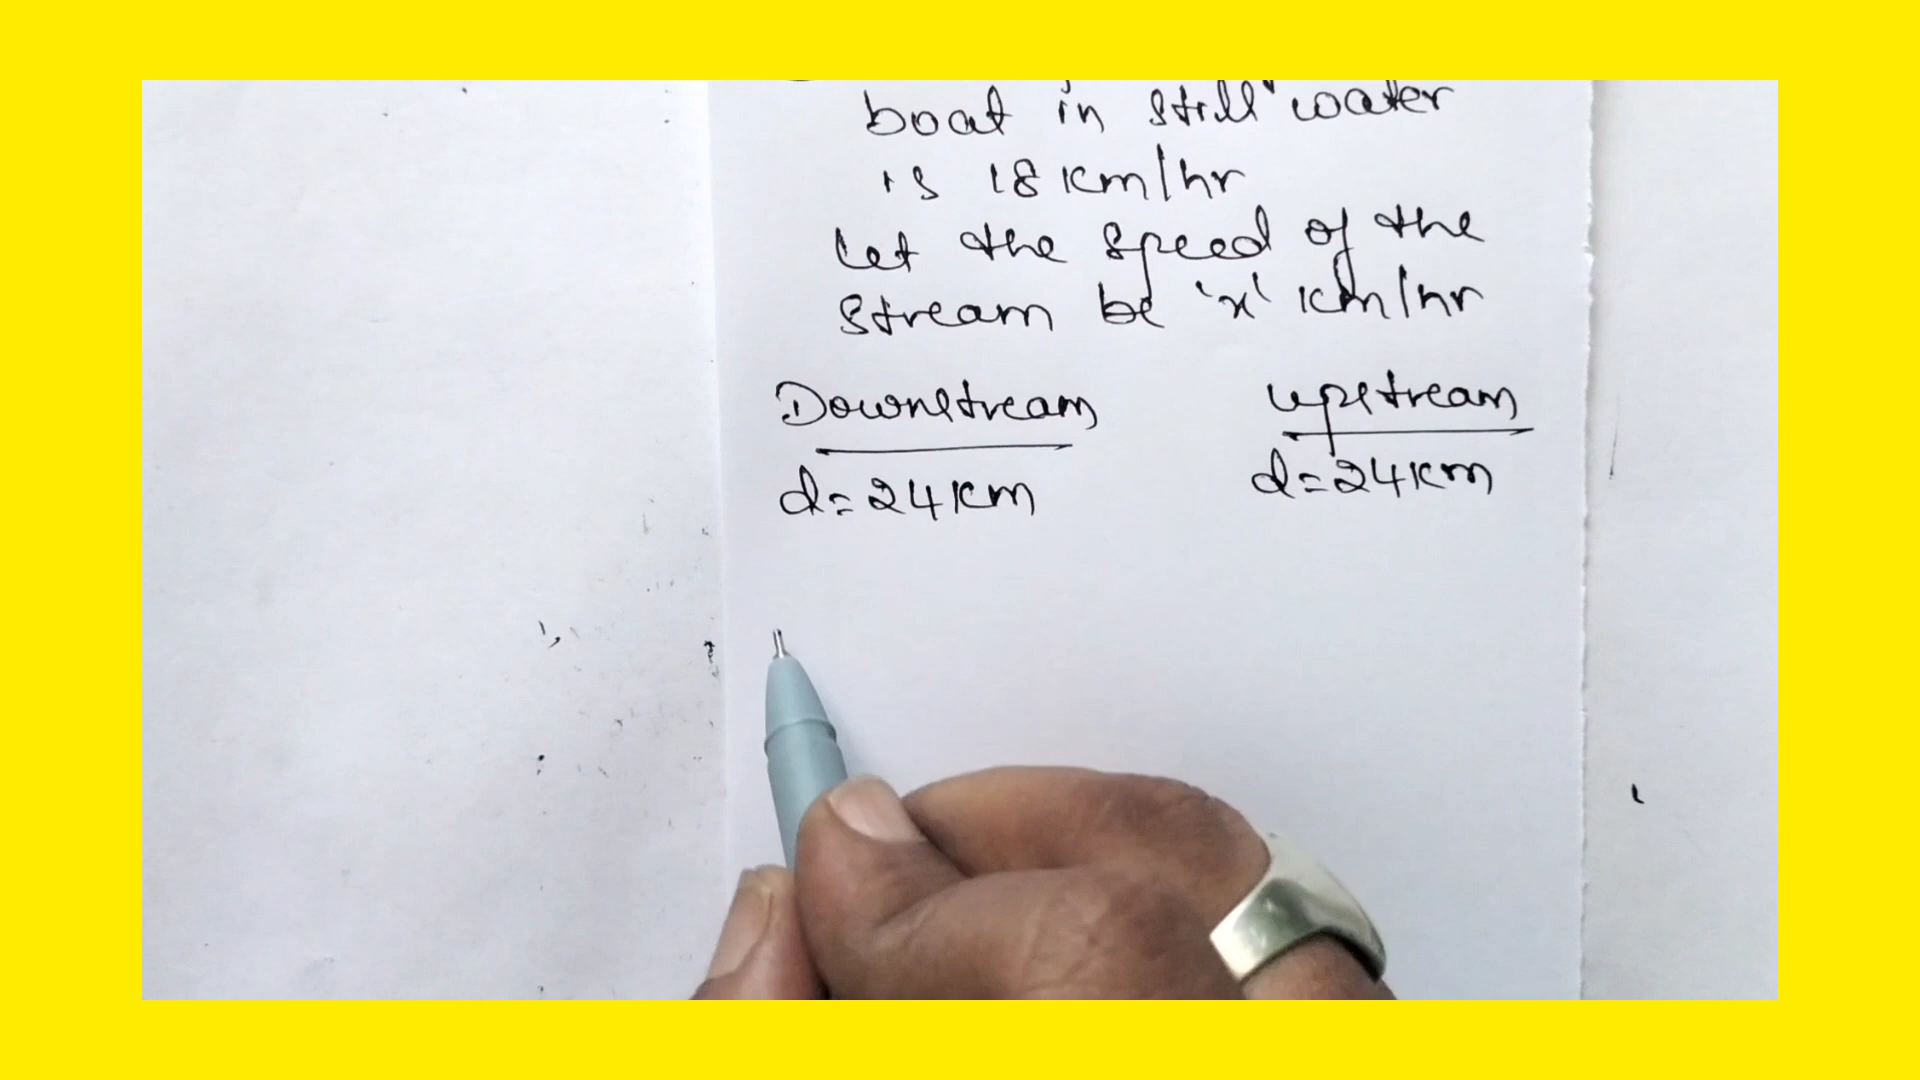 boat in still water
is 18 km/hr
Let the speed of the
stream be 'x' km/hr
Downstream upstream
d=24km d=24km